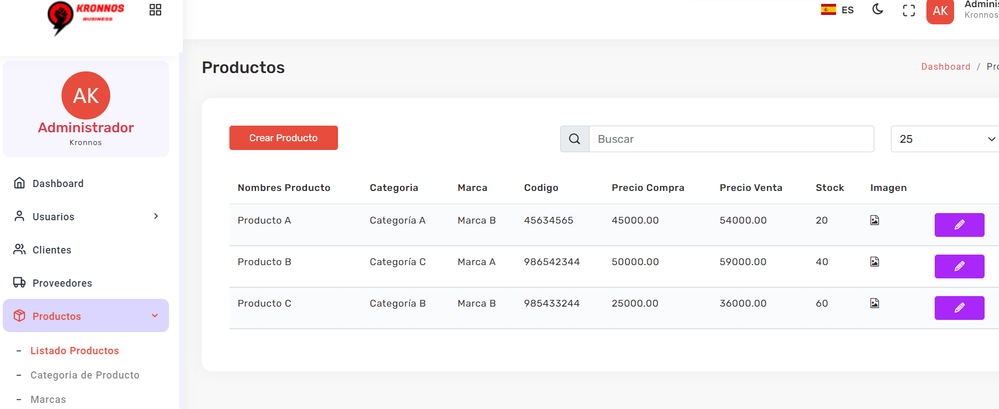 KRONNOS
BUSINESS
ES
AK
Adminis
Kronnos
AK
Administrador
Kronnos
Dashboard
Usuarios
Clientes
Proveedores
Productos
- Listado Productos
- Categoria de Producto
- Marcas
Productos
Dashboard / Pro
Crear Producto
Buscar
25
Nombres Producto Categoria Marca Codigo Precio Compra Precio Venta Stock Imagen
Producto A Categoría A Marca B 45634565 45000.00 54000.00 20
Producto B Categoría C Marca A 986542344 50000.00 59000.00 40
Producto C Categoría B Marca B 985433244 25000.00 36000.00 60